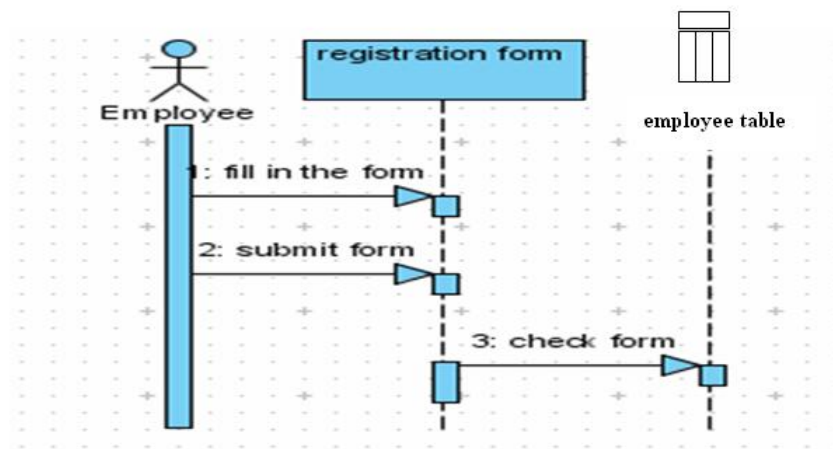 registration form
Employee
employee table
1: fill in the form
2: submit form
3: check form